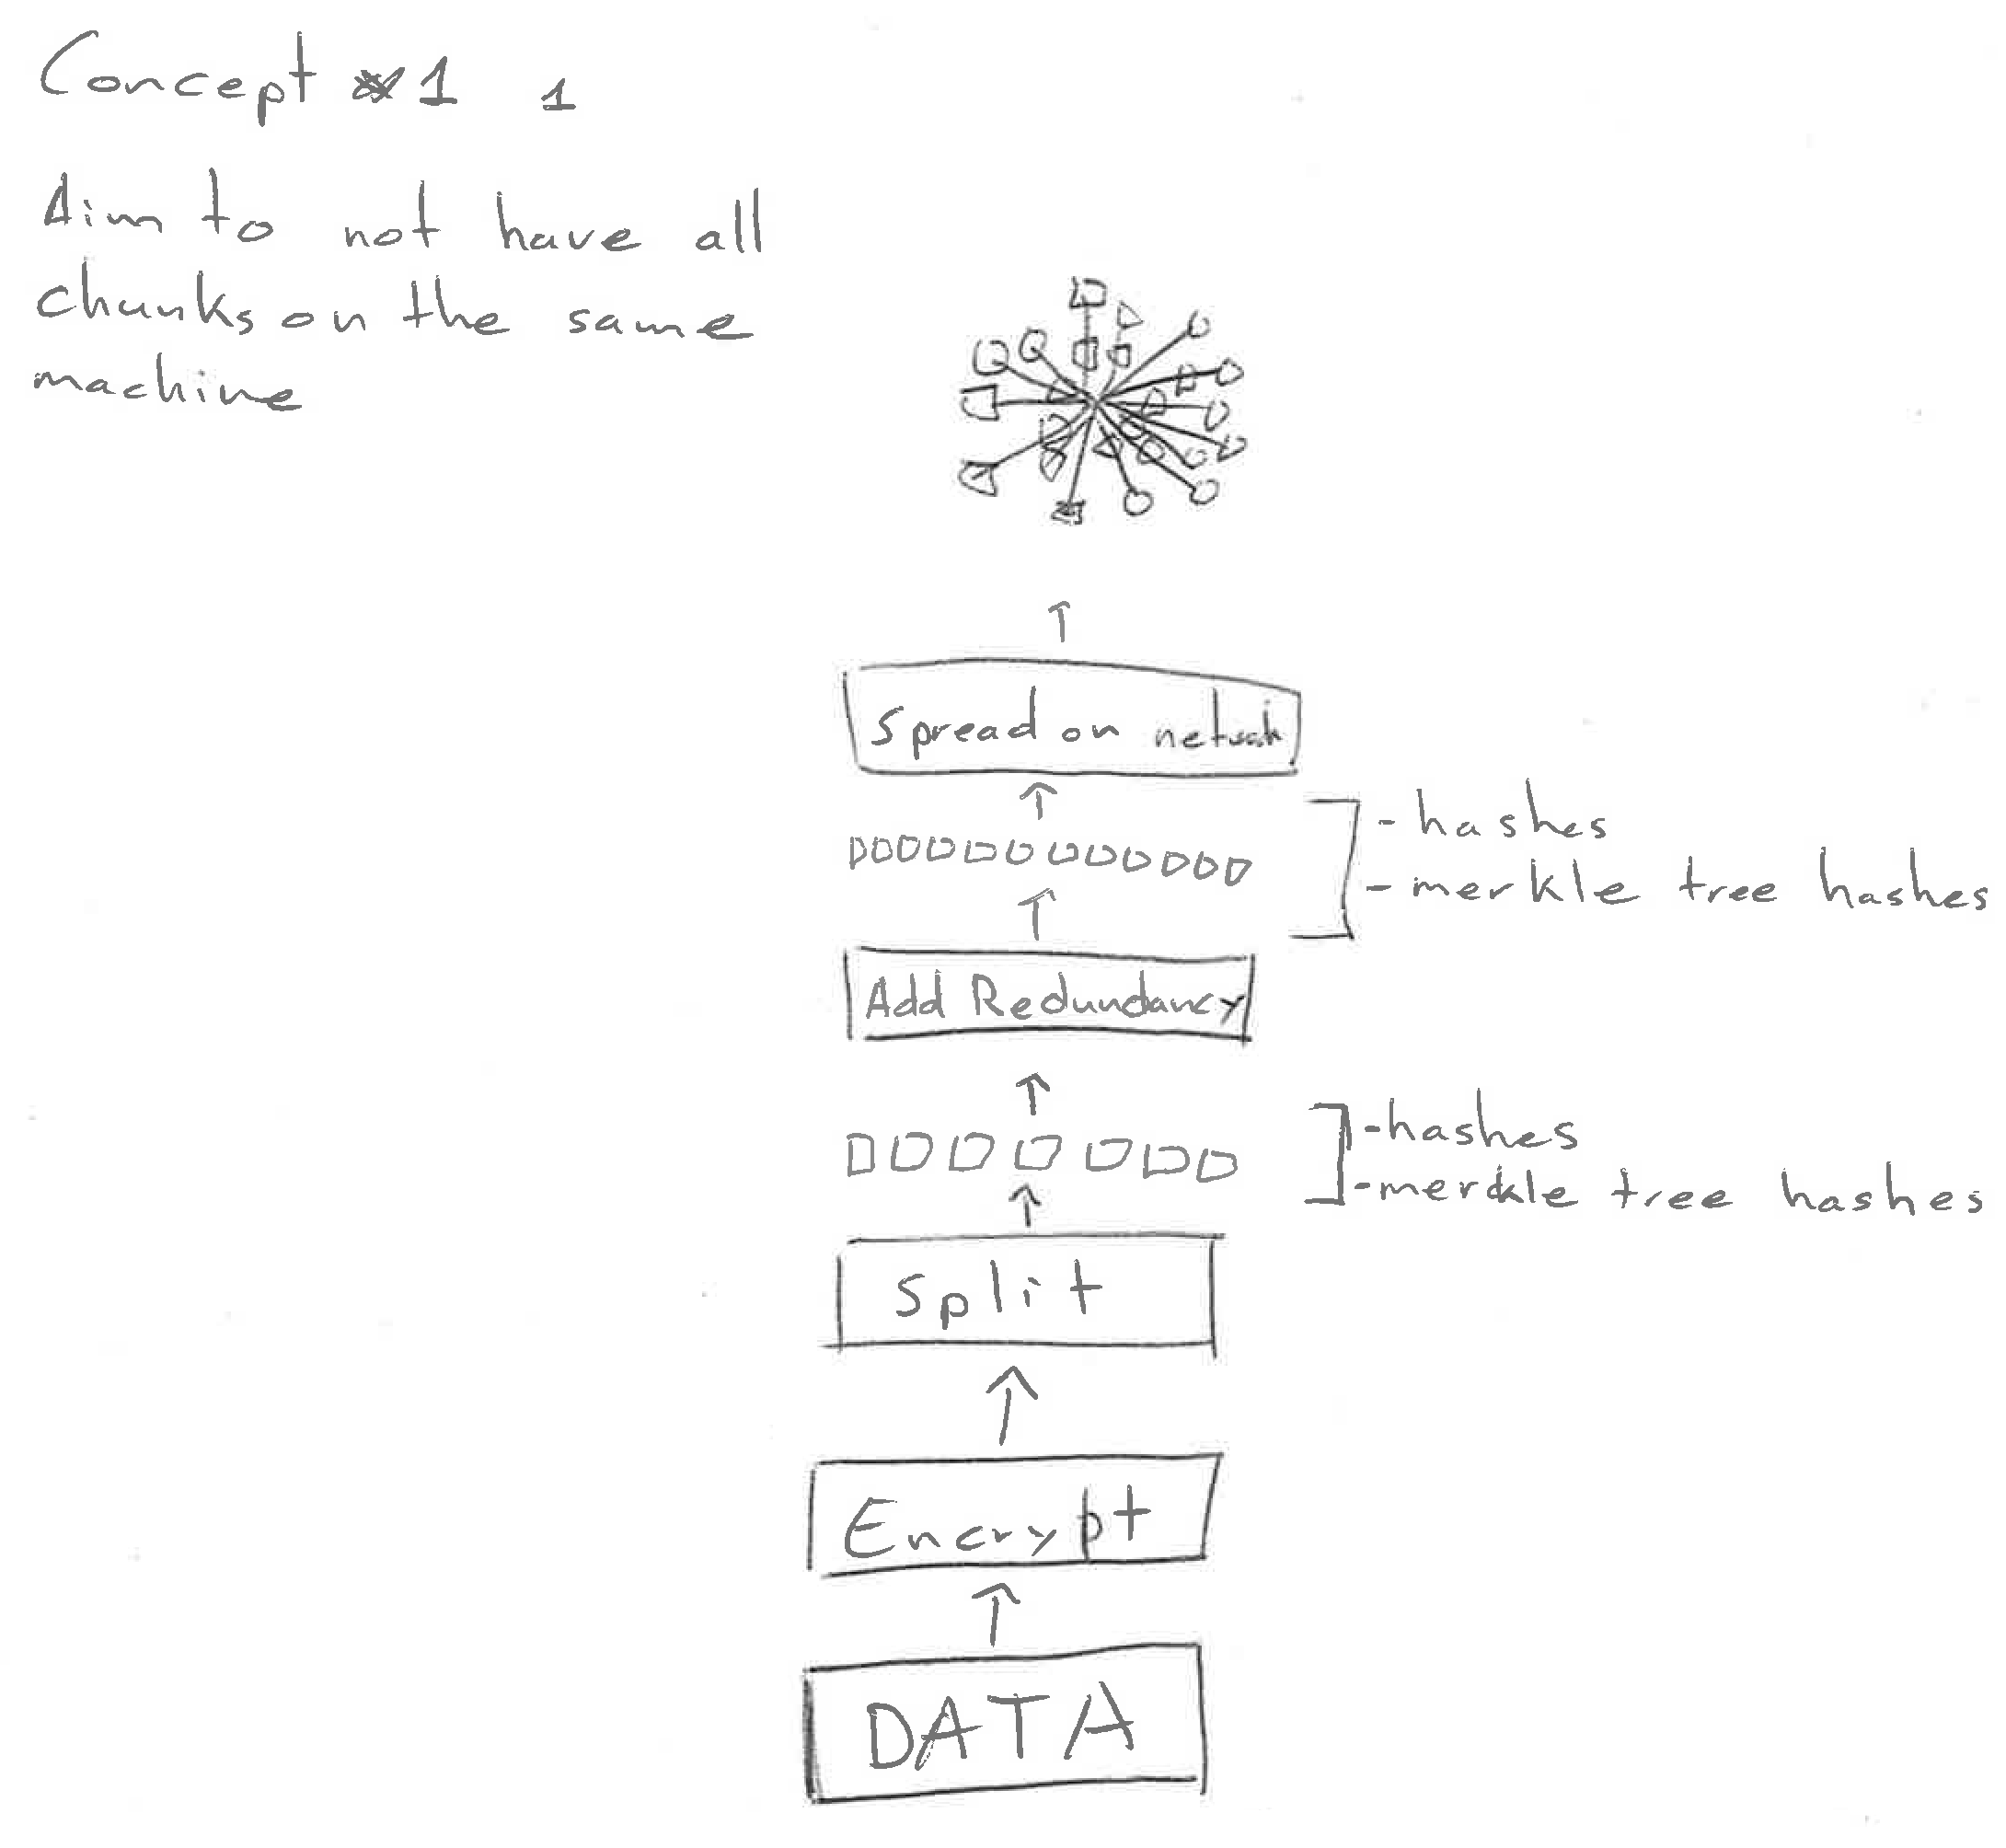 Concept 1 1
Aim to not have all
chunks on the same
machine
Spread on network
- hashes
- merkle tree hashes
Add Redundancy
- hashes
- merkle tree hashes
Split
Encrypt
DATA